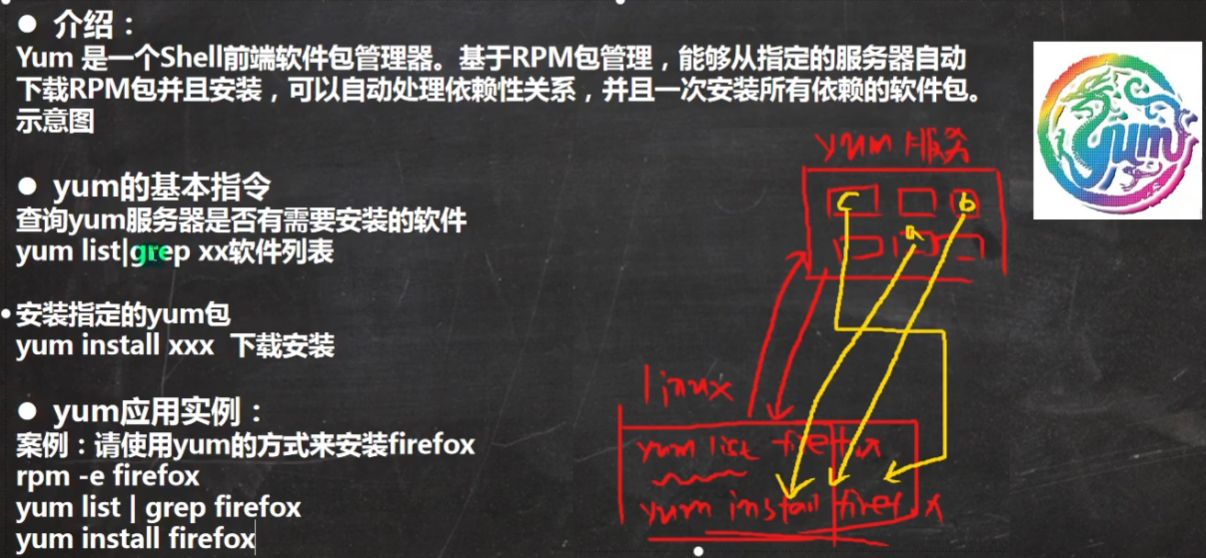 ● 介绍：
Yum 是一个Shell前端软件包管理器。基于RPM包管理，能够从指定的服务器自动
下载RPM包并且安装，可以自动处理依赖性关系，并且一次安装所有依赖的软件包。
示意图
yum
● yum的基本指令
查询yum服务器是否有需要安装的软件
yum list|grep xx软件列表
安装指定的yum包
yum install xxx 下载安装
● yum应用实例：
案例：请使用yum的方式来安装firefox
rpm -e firefox
yum list | grep firefox
yum install firefox
yum 服务
c b
a
linux
yum list firefox
yum install firefox